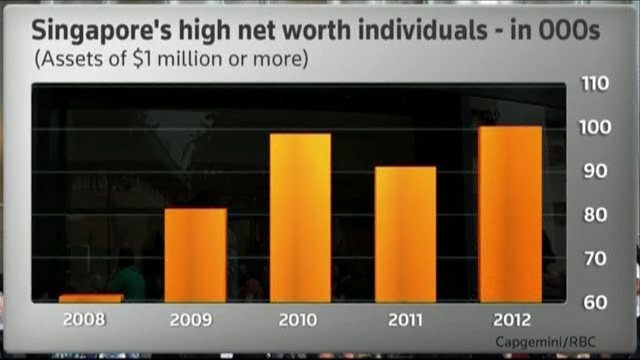 Singapore's high net worth individuals - in 000s
(Assets of $1 million or more)
110
100
90
80
70
60
2008 2009 2010 2011 2012
Capgemini/RBC